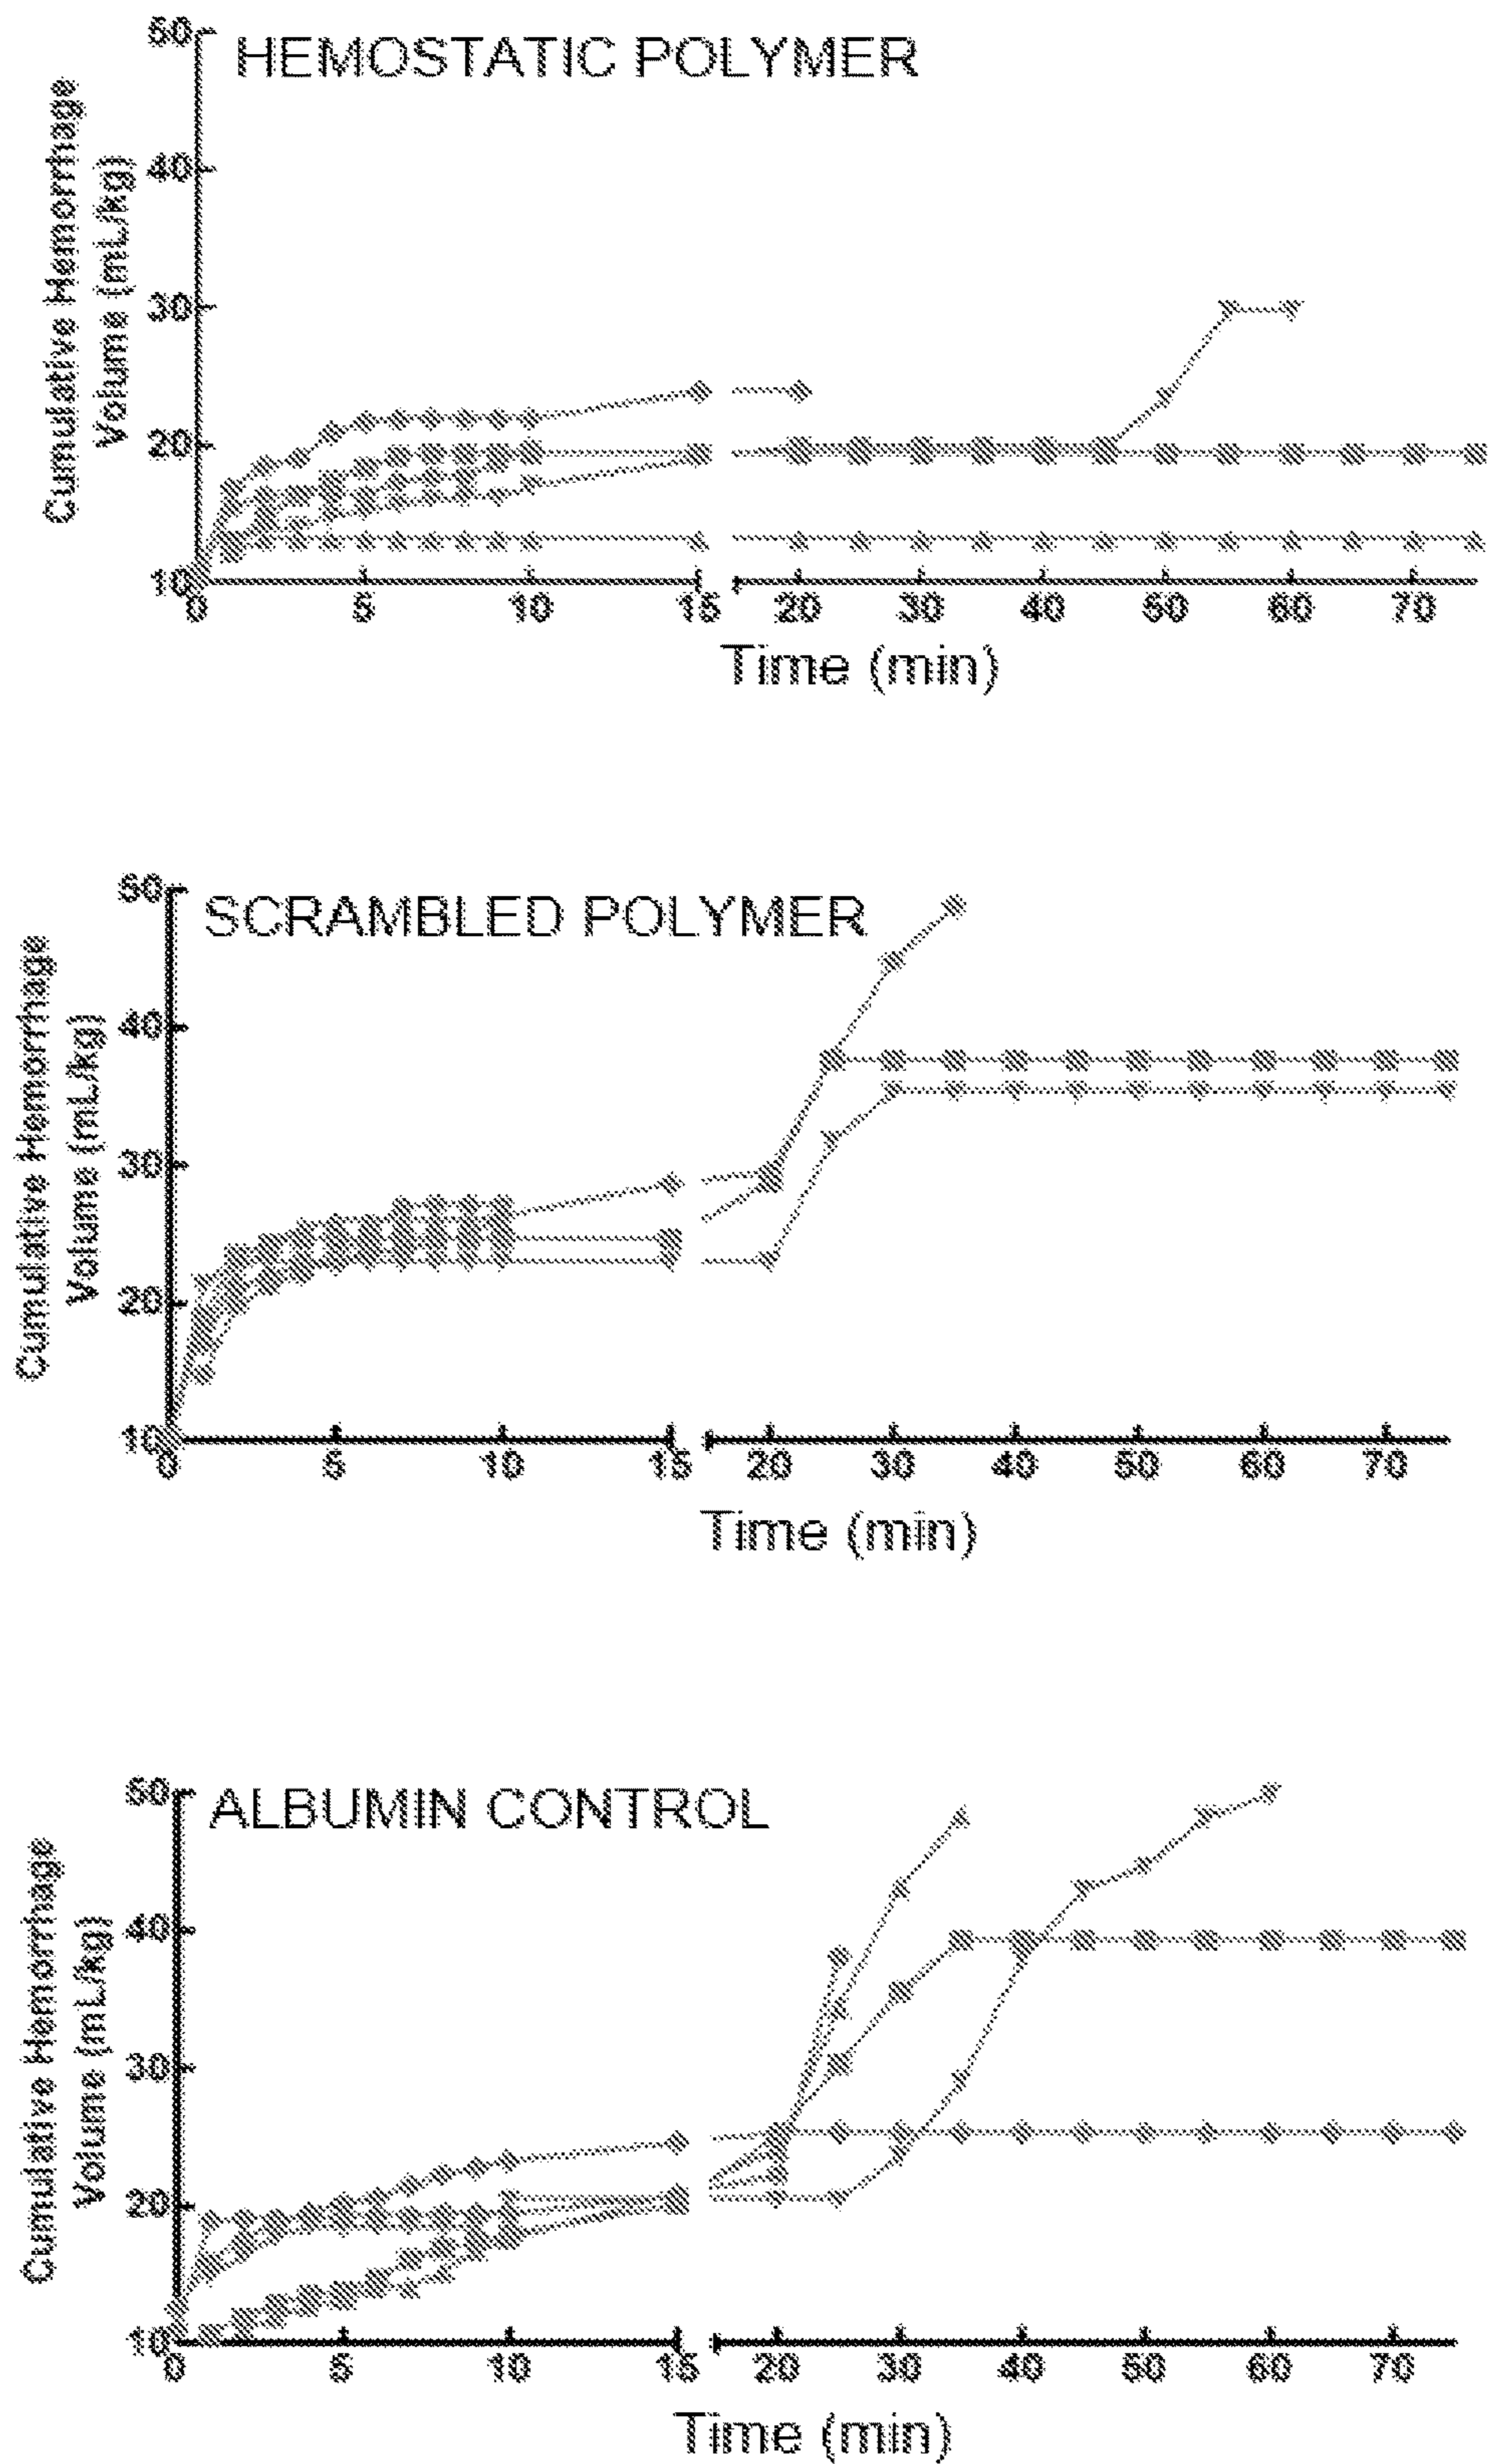 HEMOSTATIC POLYMER
Cumulative Hemorrhage
Volume (mL/kg)
50
40
30
20
10
0 5 10 15 20 30 40 50 60 70
Time (min)
SCRAMBLED POLYMER
Cumulative Hemorrhage
Volume (mL/kg)
50
40
30
20
10
0 5 10 15 20 30 40 50 60 70
Time (min)
ALBUMIN CONTROL
Cumulative Hemorrhage
Volume (mL/kg)
50
40
30
20
10
0 5 10 15 20 30 40 50 60 70
Time (min)